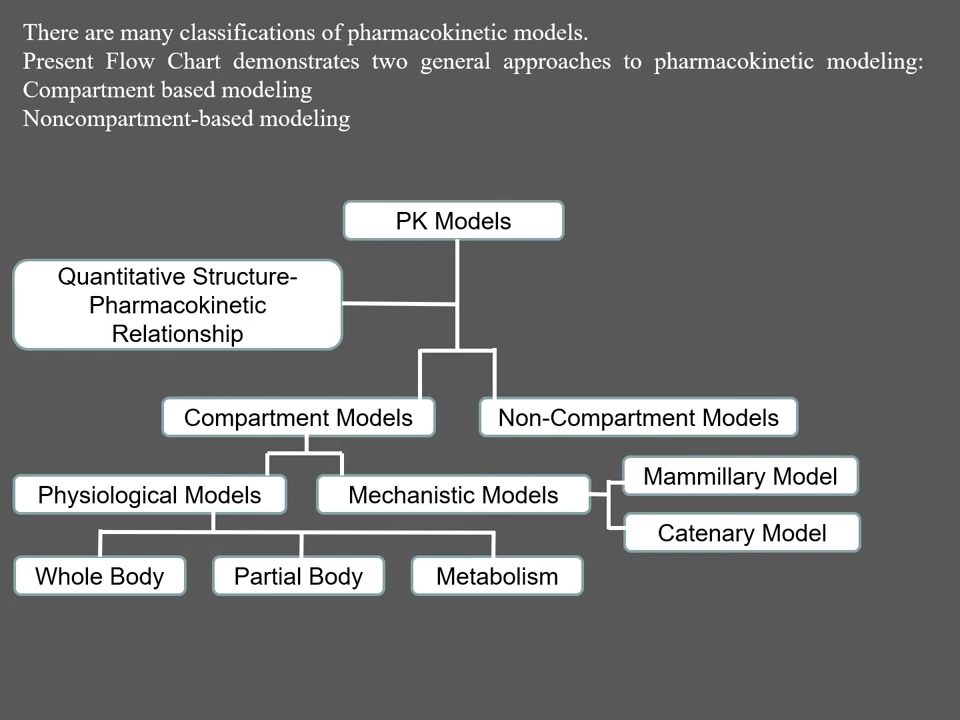 There are many classifications of pharmacokinetic models.
Present Flow Chart demonstrates two general approaches to pharmacokinetic modeling:
Compartment based modeling
Noncompartment-based modeling
PK Models
Quantitative Structure-
Pharmacokinetic
Relationship
Compartment Models
Non-Compartment Models
Physiological Models
Mechanistic Models
Mammillary Model
Catenary Model
Whole Body
Partial Body
Metabolism